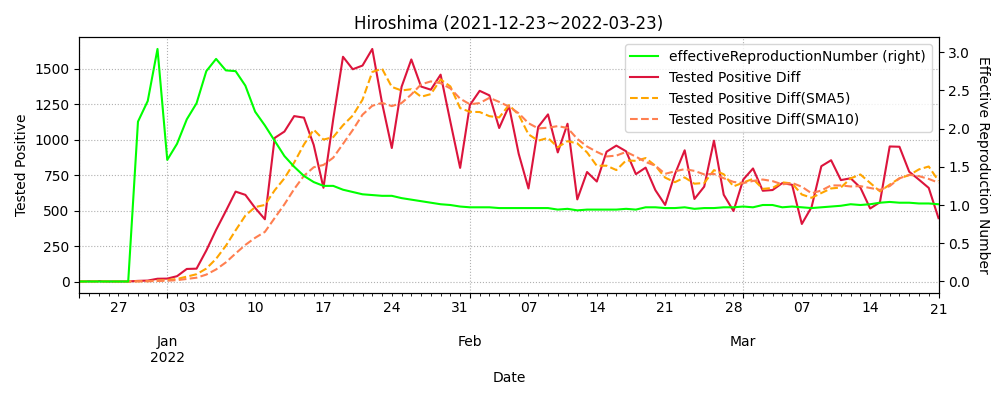 Hiroshima (2021-12-23~2022-03-23)
effectiveReproductionNumber (right)
Tested Positive Diff
Tested Positive Diff(SMA5)
Tested Positive Diff(SMA10)
Tested Positive
1500
1250
1000
750
500
250
0
3.0
2.5
2.0
1.5
1.0
0.5
0.0
Effective Reproduction Number
27 03 10 17 24 31 07 14 21 28 07 14 21
Jan Feb Mar
2022
Date